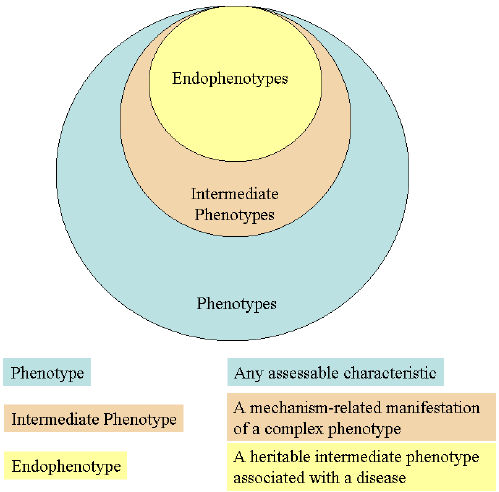 Endophenotypes
Intermediate
Phenotypes
Phenotypes
Phenotype
Any assessable characteristic
Intermediate Phenotype
A mechanism-related manifestation
of a complex phenotype
Endophenotype
A heritable intermediate phenotype
associated with a disease